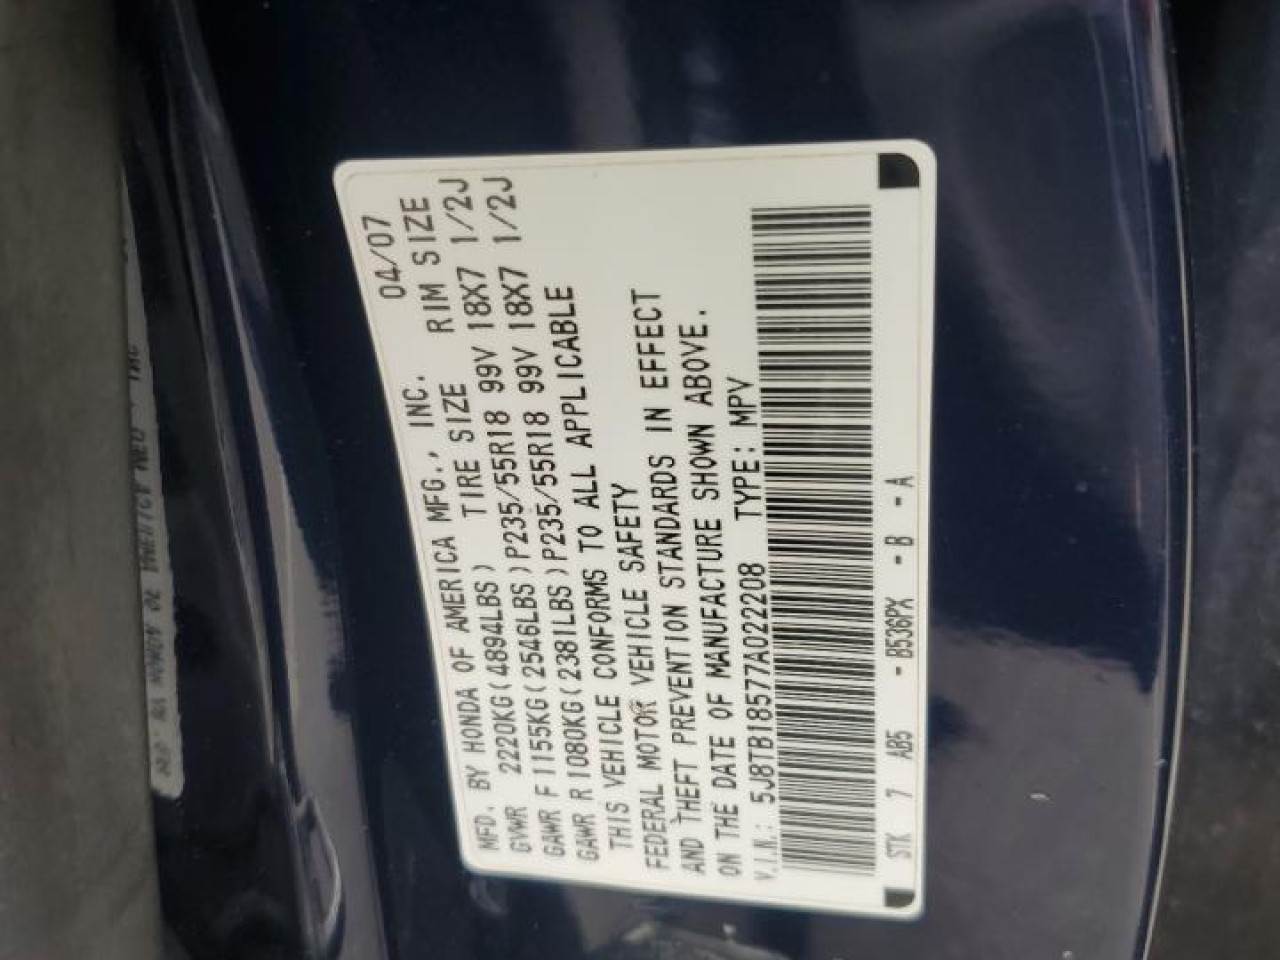 MFD. BY HONDA OF AMERICA MFG., INC. 04/07
GVWR 2220KG(4894LBS) TIRE SIZE RIM SIZE
GAWR F 1155KG(2546LBS)P235/55R18 99V 18X7 1/2J
GAWR R 1080KG(2381LBS)P235/55R18 99V 18X7 1/2J
THIS VEHICLE CONFORMS TO ALL APPLICABLE
FEDERAL MOTOR VEHICLE SAFETY
AND THEFT PREVENTION STANDARDS IN EFFECT
ON THE DATE OF MANUFACTURE SHOWN ABOVE.
V.I.N.: 5J8TB18577A022208 TYPE: MPV
STK 7 AB5 - B536PX - B - A